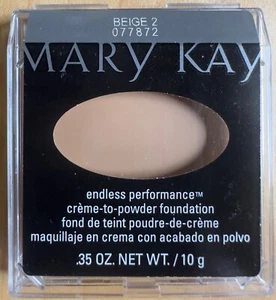 BEIGE 2
077872
MARY KAY
endless performance™
crème-to-powder foundation
fond de teint poudre-de-crème
maquillaje en crema con acabado en polvo
.35 OZ. NET WT. / 10 g